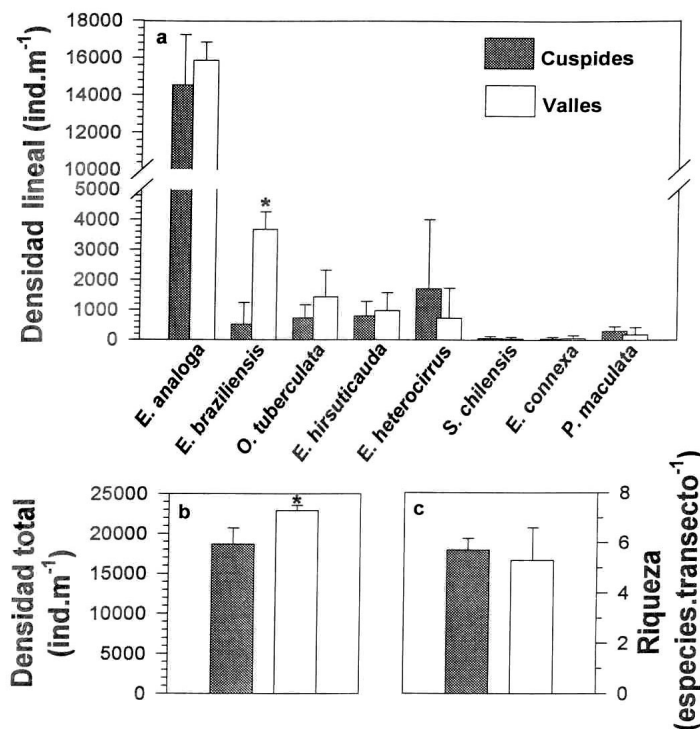 a
Cuspides
Valles
Densidad lineal (ind.m⁻¹)
18000
16000
14000
12000
10000
5000
4000
3000
2000
1000
0
*
E. analoga
E. braziliensis
O. tuberculata
E. hirsuticauda
E. heterocirrus
S. chilensis
E. connexa
P. maculata
b
Densidad total
(ind.m⁻¹)
25000
20000
15000
10000
5000
0
*
c
8
6
4
2
0
Riqueza
(especies.transecto⁻¹)